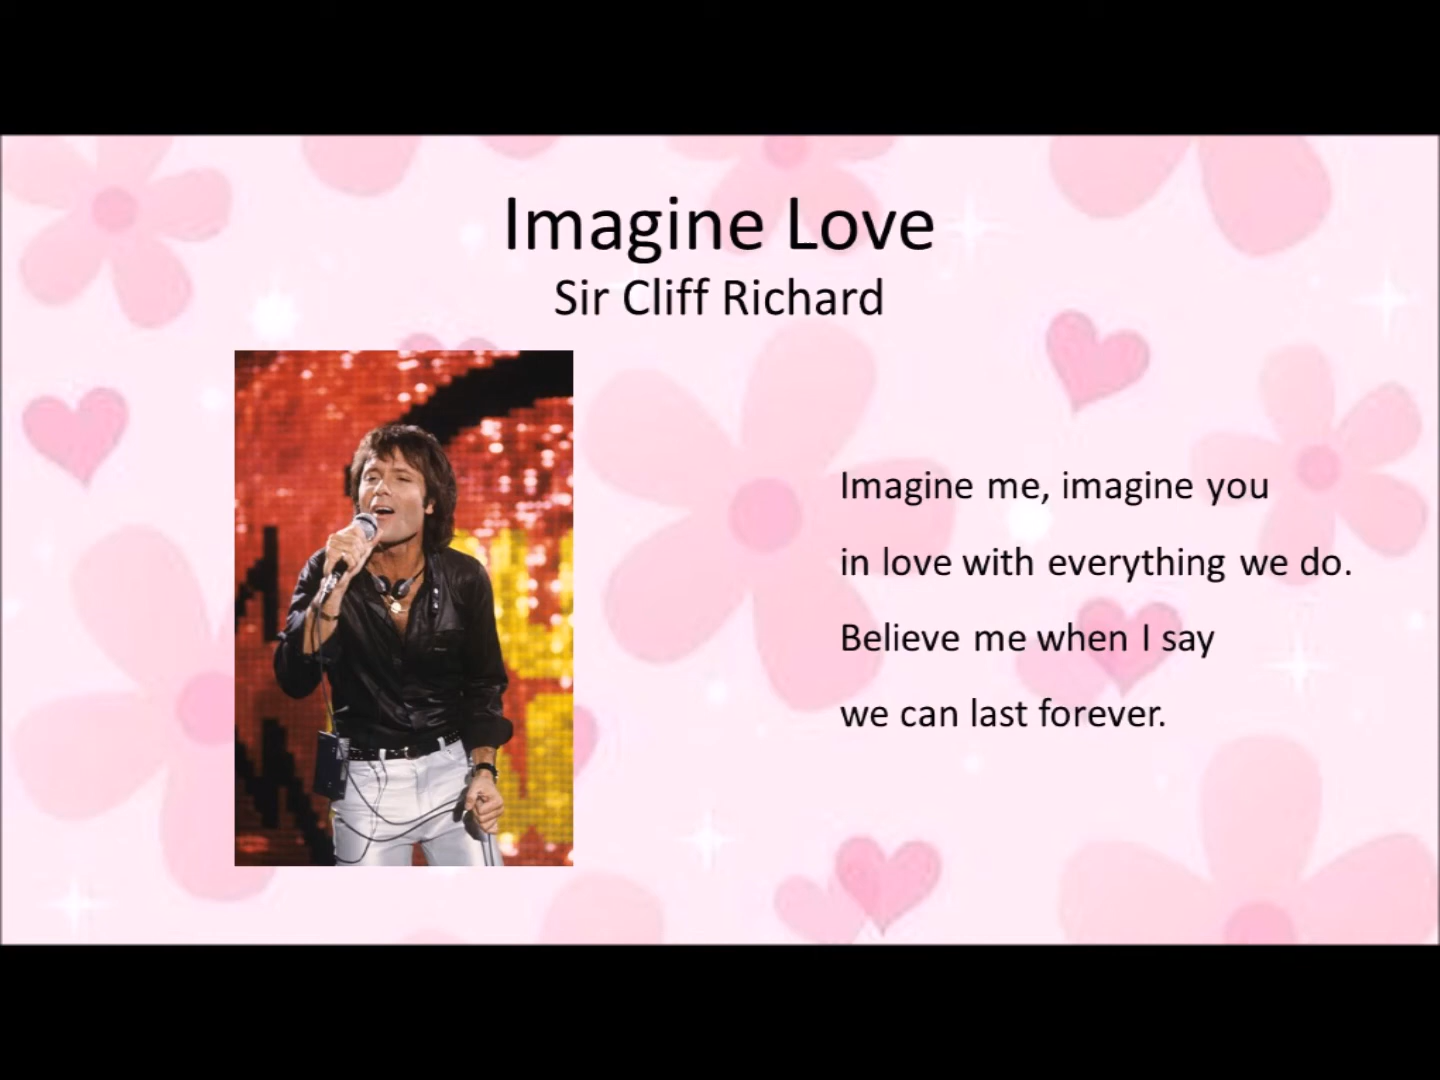 Imagine Love
Sir Cliff Richard
Imagine me, imagine you
in love with everything we do.
Believe me when I say
we can last forever.